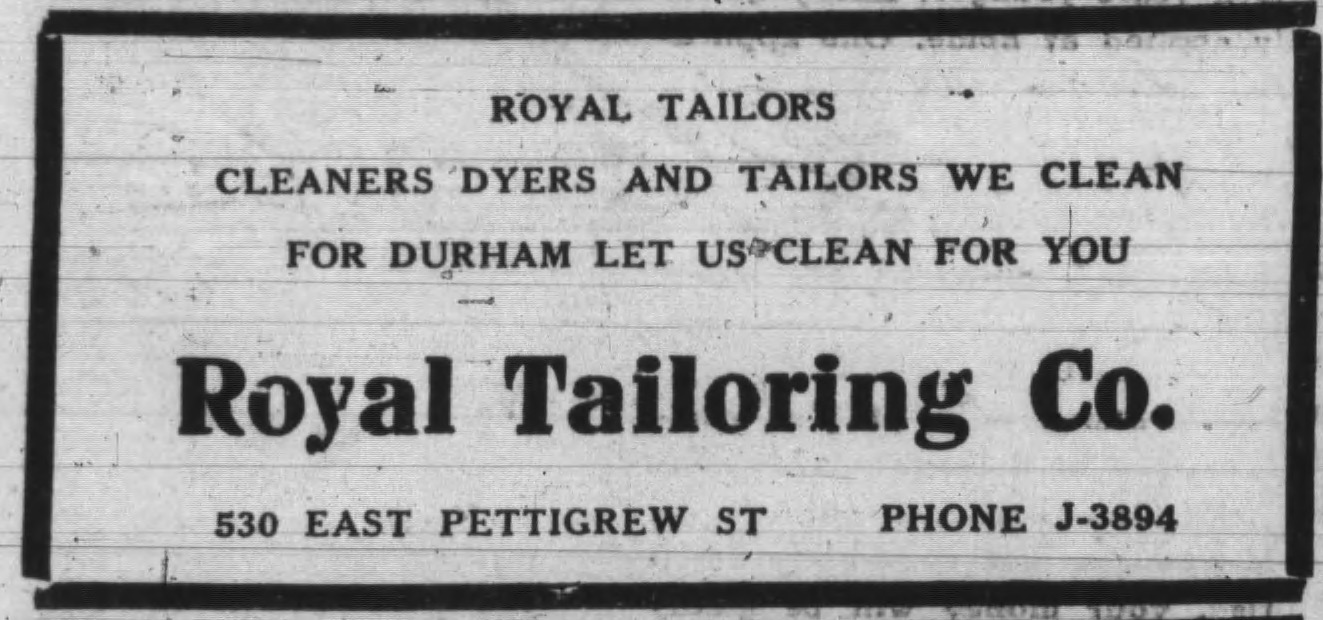 ROYAL TAILORS
CLEANERS DYERS AND TAILORS WE CLEAN
FOR DURHAM LET US CLEAN FOR YOU
Royal Tailoring Co.
530 EAST PETTIGREW ST PHONE J-3894